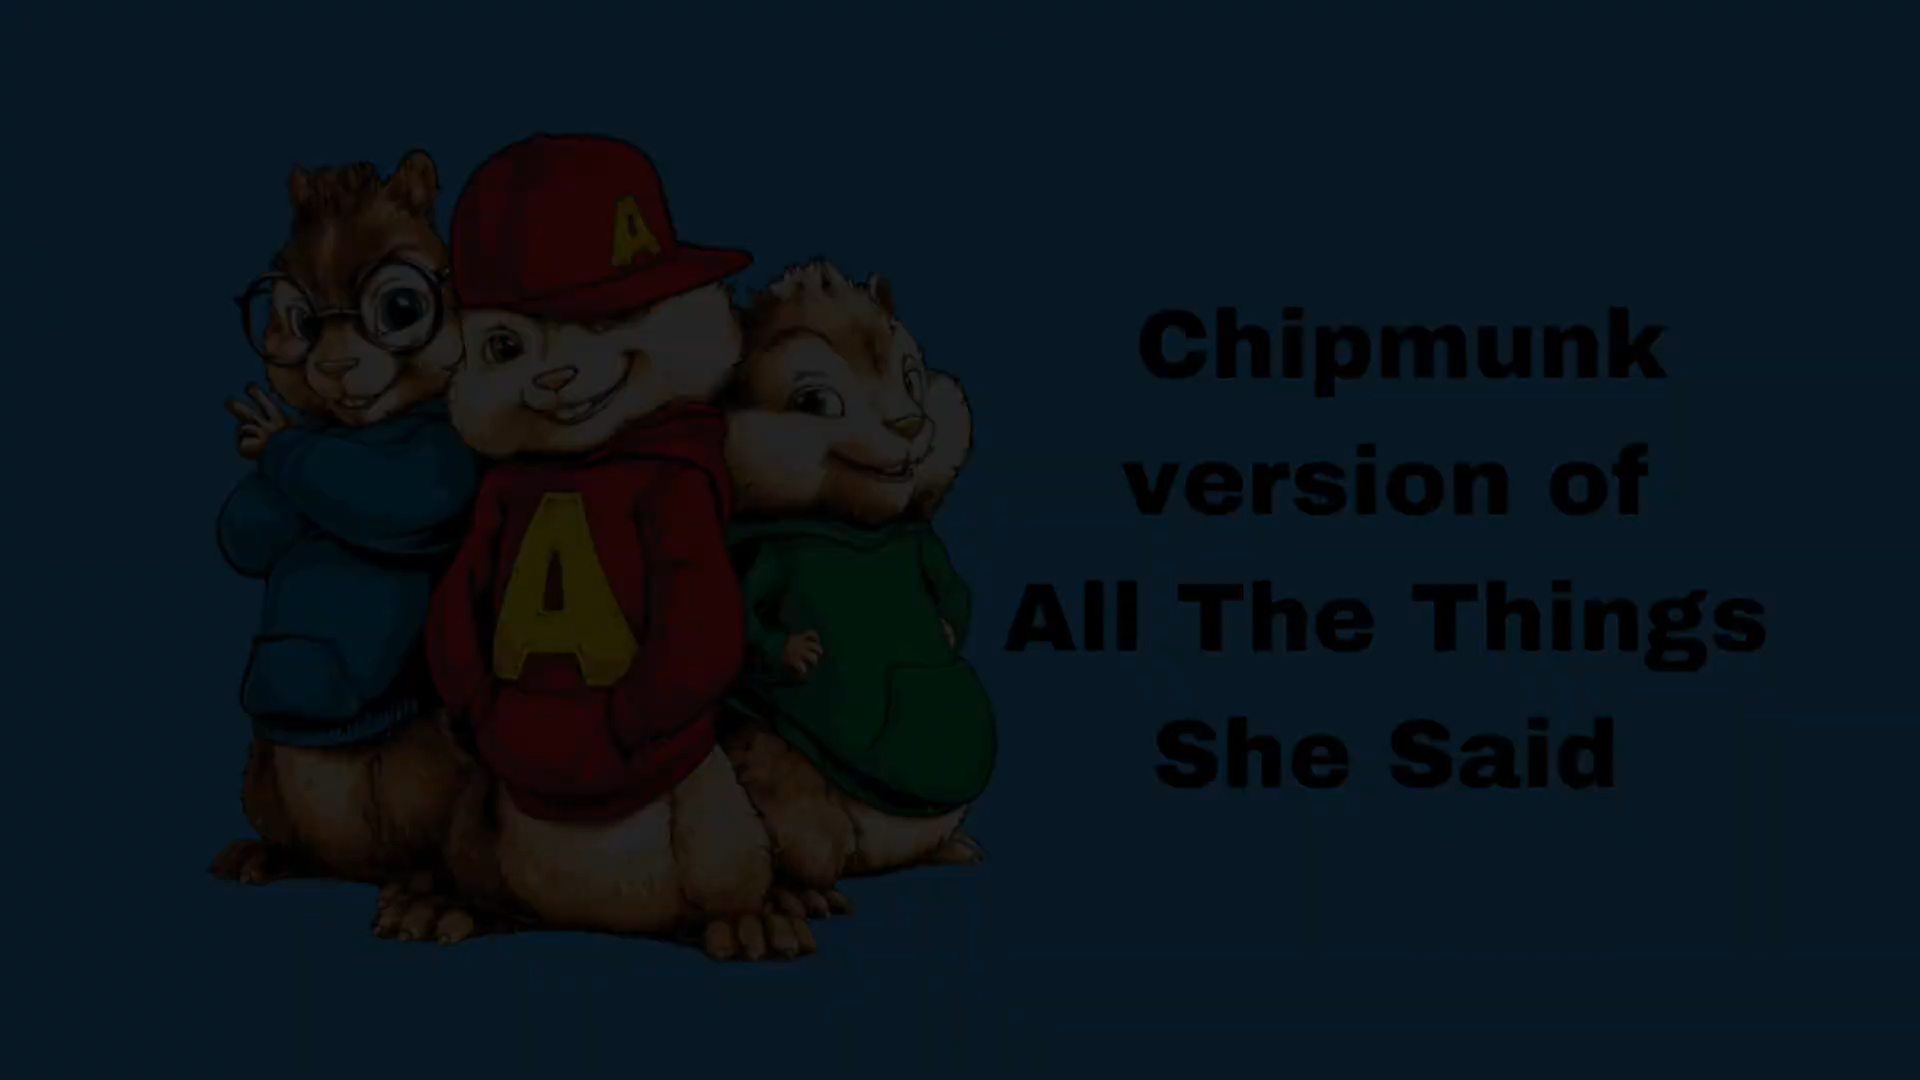 A
A
Chipmunk
version of
All The Things
She Said